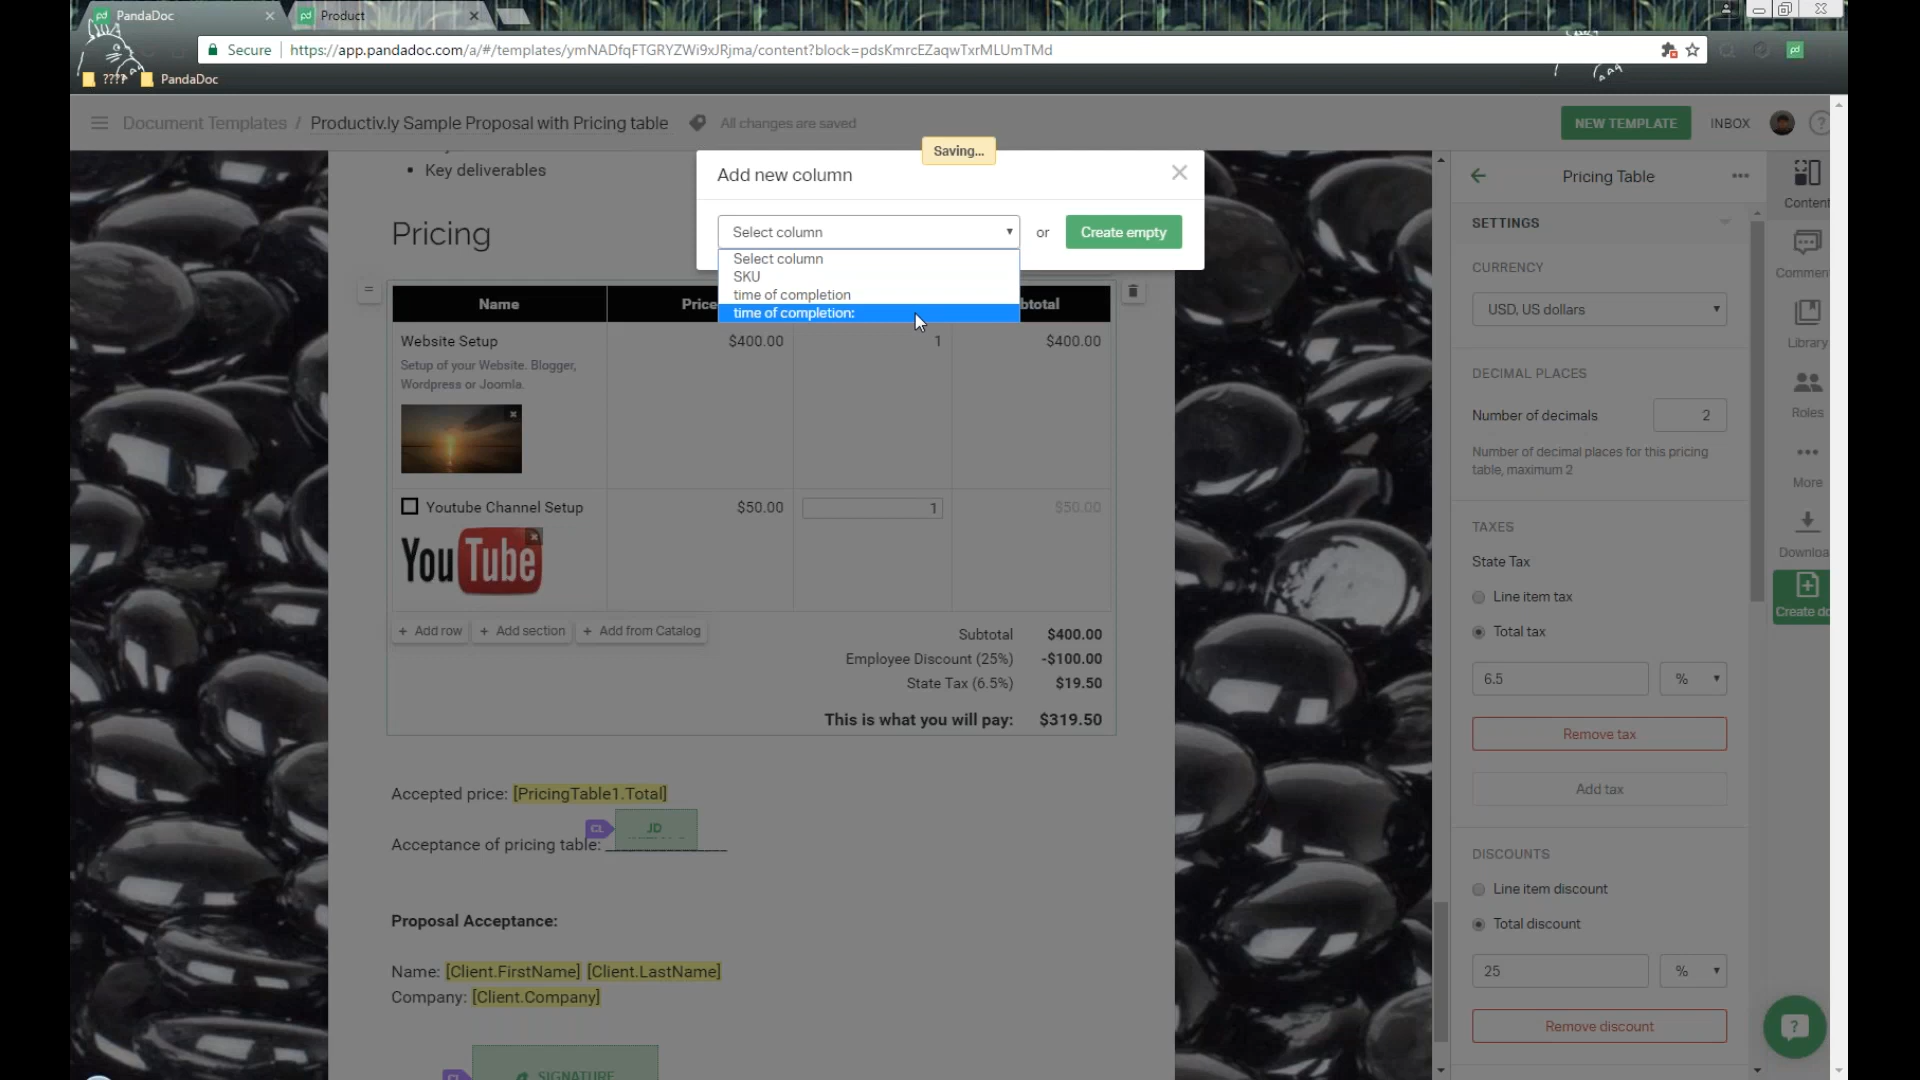 PandaDoc
Product
Secure
https://app.pandadoc.com/a/#/templates/ymNADfqFTGRYZWi9xJRjma/content?block=pdsKmrcEZaqwTxrMLUmTMd
????
PandaDoc
Document Templates / Productiv.ly Sample Proposal with Pricing table
All changes are saved
NEW TEMPLATE
INBOX
?
Saving...
Add new column
Select column
or
Create empty
Select column
SKU
time of completion
time of completion:
• Key deliverables
Pricing
Name
Price
btotal
Website Setup
$400.00
1
$400.00
Setup of your Website. Blogger,
Wordpress or Joomla.
Youtube Channel Setup
$50.00
1
$50.00
YouTube
+ Add row
+ Add section
+ Add from Catalog
Subtotal $400.00
Employee Discount (25%) -$100.00
State Tax (6.5%) $19.50
This is what you will pay: $319.50
Accepted price: [PricingTable1.Total]
CL
JD
Acceptance of pricing table:
Proposal Acceptance:
Name: [Client.FirstName] [Client.LastName]
Company: [Client.Company]
SIGNATURE
Pricing Table
SETTINGS
CURRENCY
USD, US dollars
DECIMAL PLACES
Number of decimals
2
Number of decimal places for this pricing
table, maximum 2
TAXES
State Tax
Line item tax
Total tax
6.5
%
Remove tax
Add tax
DISCOUNTS
Line item discount
Total discount
25
%
Remove discount
Content
Commen
Library
Roles
More
Downloa
Create do
?